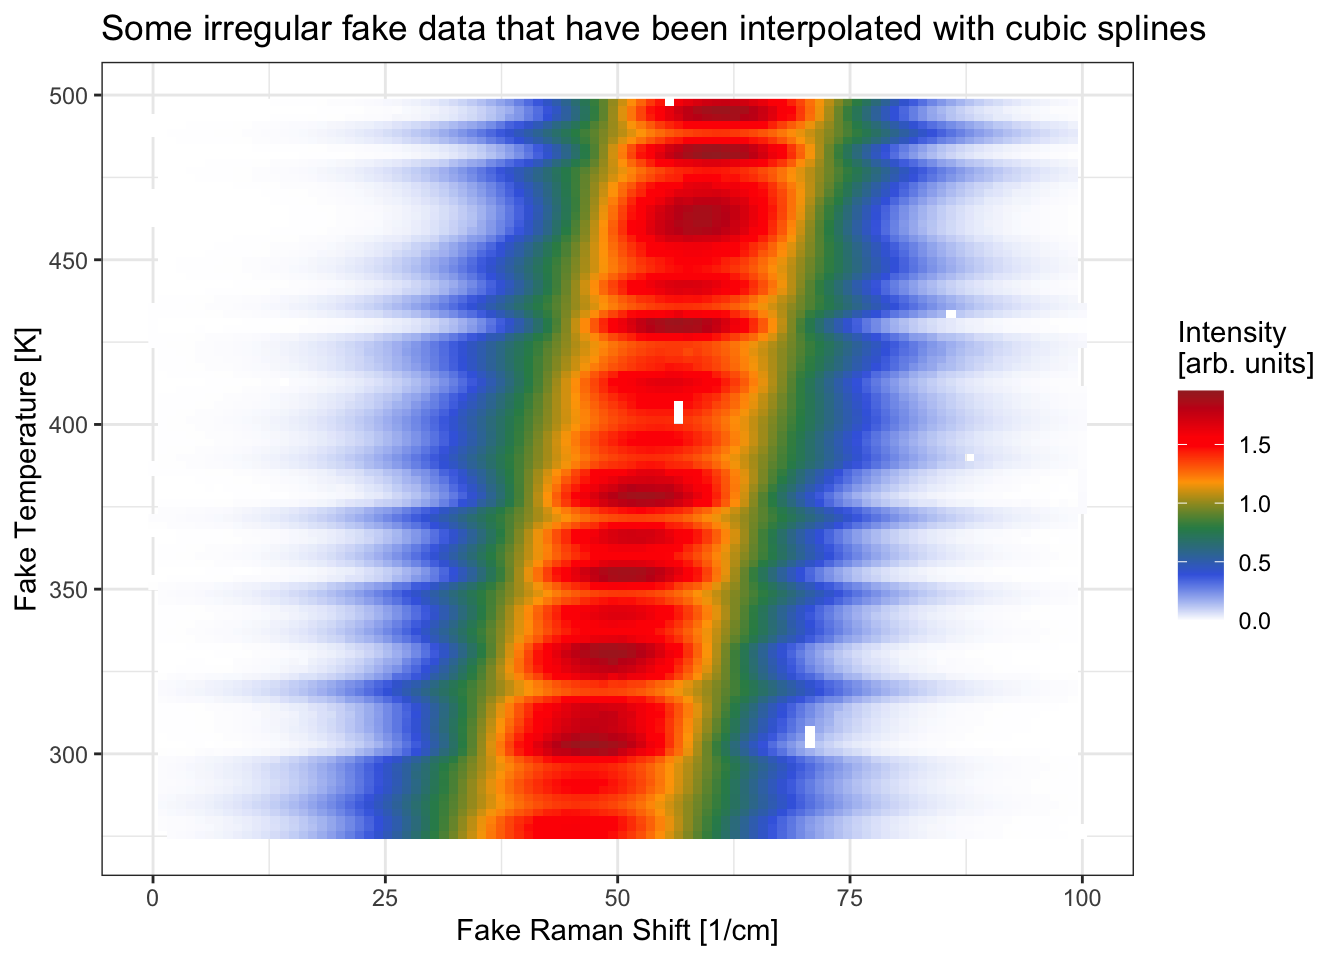 Some irregular fake data that have been interpolated with cubic splines
500
450
400
350
300
Fake Temperature [K]
0
25
50
75
100
Fake Raman Shift [1/cm]
Intensity
[arb. units]
1.5
1.0
0.5
0.0